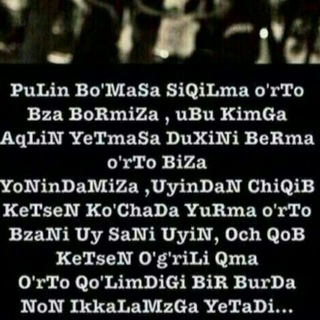 PuLin Bo'MaSa SiQiLma o'rTo
Bza BoRmiZa , uBu KimGa
AqLiN YeTmaSa DuXiNi BeRma
o'rTo BiZa
YoNinDaMiZa ,UyinDaN ChiQiB
KeTseN Ko'ChaDa YuRma o'rTo
BzaNi Uy SaNi UyiN, Och QoB
KeTseN O'g'riLi Qma
O'rTo Qo'LimDiGi BiR BurDa
NoN IkkaLaMzGa YeTaDi...